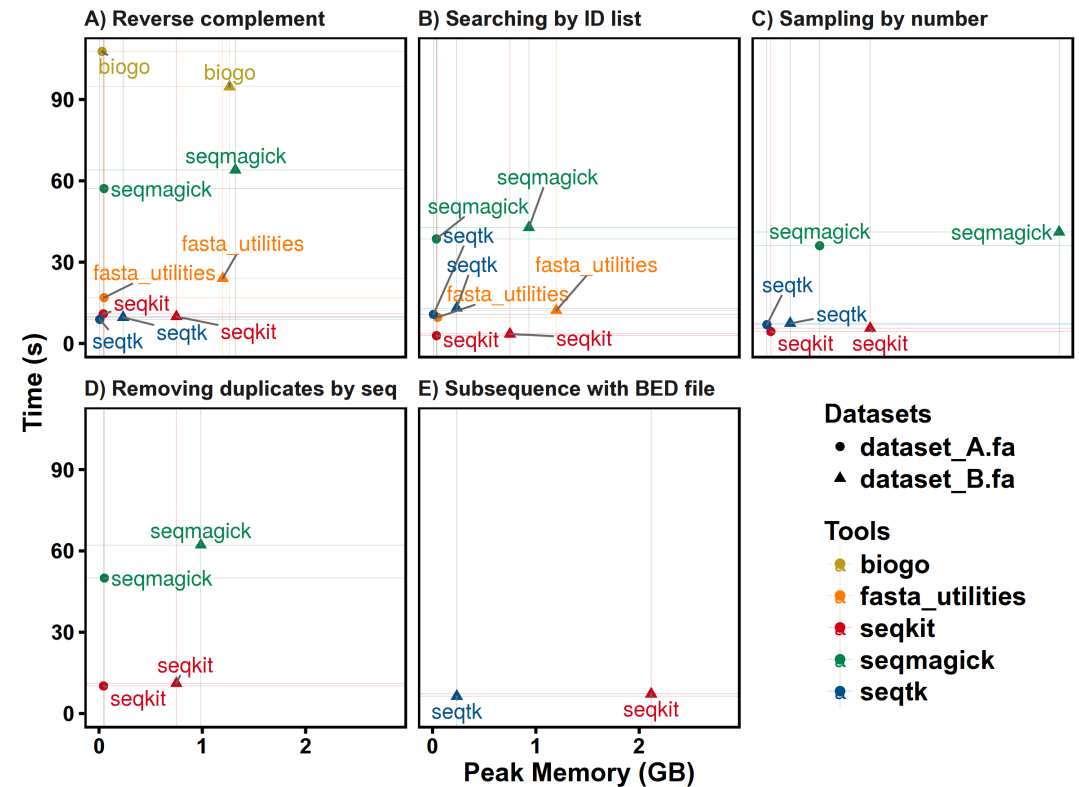 A) Reverse complement
B) Searching by ID list
C) Sampling by number
biogo
biogo
seqmagick
seqmagick
fasta_utilities
fasta_utilities
seqkit
seqtk
seqtk
seqkit
seqmagick
seqmagick
seqtk
seqtk
fasta_utilities
fasta_utilities
seqkit
seqkit
seqmagick
seqmagick
seqtk
seqtk
seqkit
seqkit
90
60
30
0
Time (s)
D) Removing duplicates by seq
E) Subsequence with BED file
seqmagick
seqmagick
seqkit
seqkit
seqtk
seqkit
90
60
30
0
0
1
2
0
1
2
Peak Memory (GB)
Datasets
dataset_A.fa
dataset_B.fa
Tools
biogo
fasta_utilities
seqkit
seqmagick
seqtk